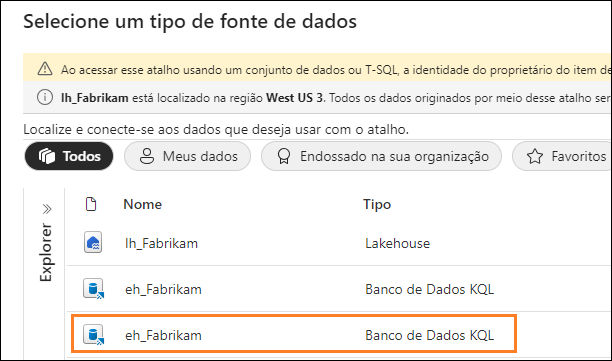 Selecione um tipo de fonte de dados
Ao acessar esse atalho usando um conjunto de dados ou T-SQL, a identidade do proprietário do item de
lh_Fabrikam está localizado na região West US 3. Todos os dados originados por meio desse atalho ser
Localize e conecte-se aos dados que deseja usar com o atalho.
Todos Meus dados Endossado na sua organização Favoritos
Explorer
Nome Tipo
lh_Fabrikam Lakehouse
eh_Fabrikam Banco de Dados KQL
eh_Fabrikam Banco de Dados KQL